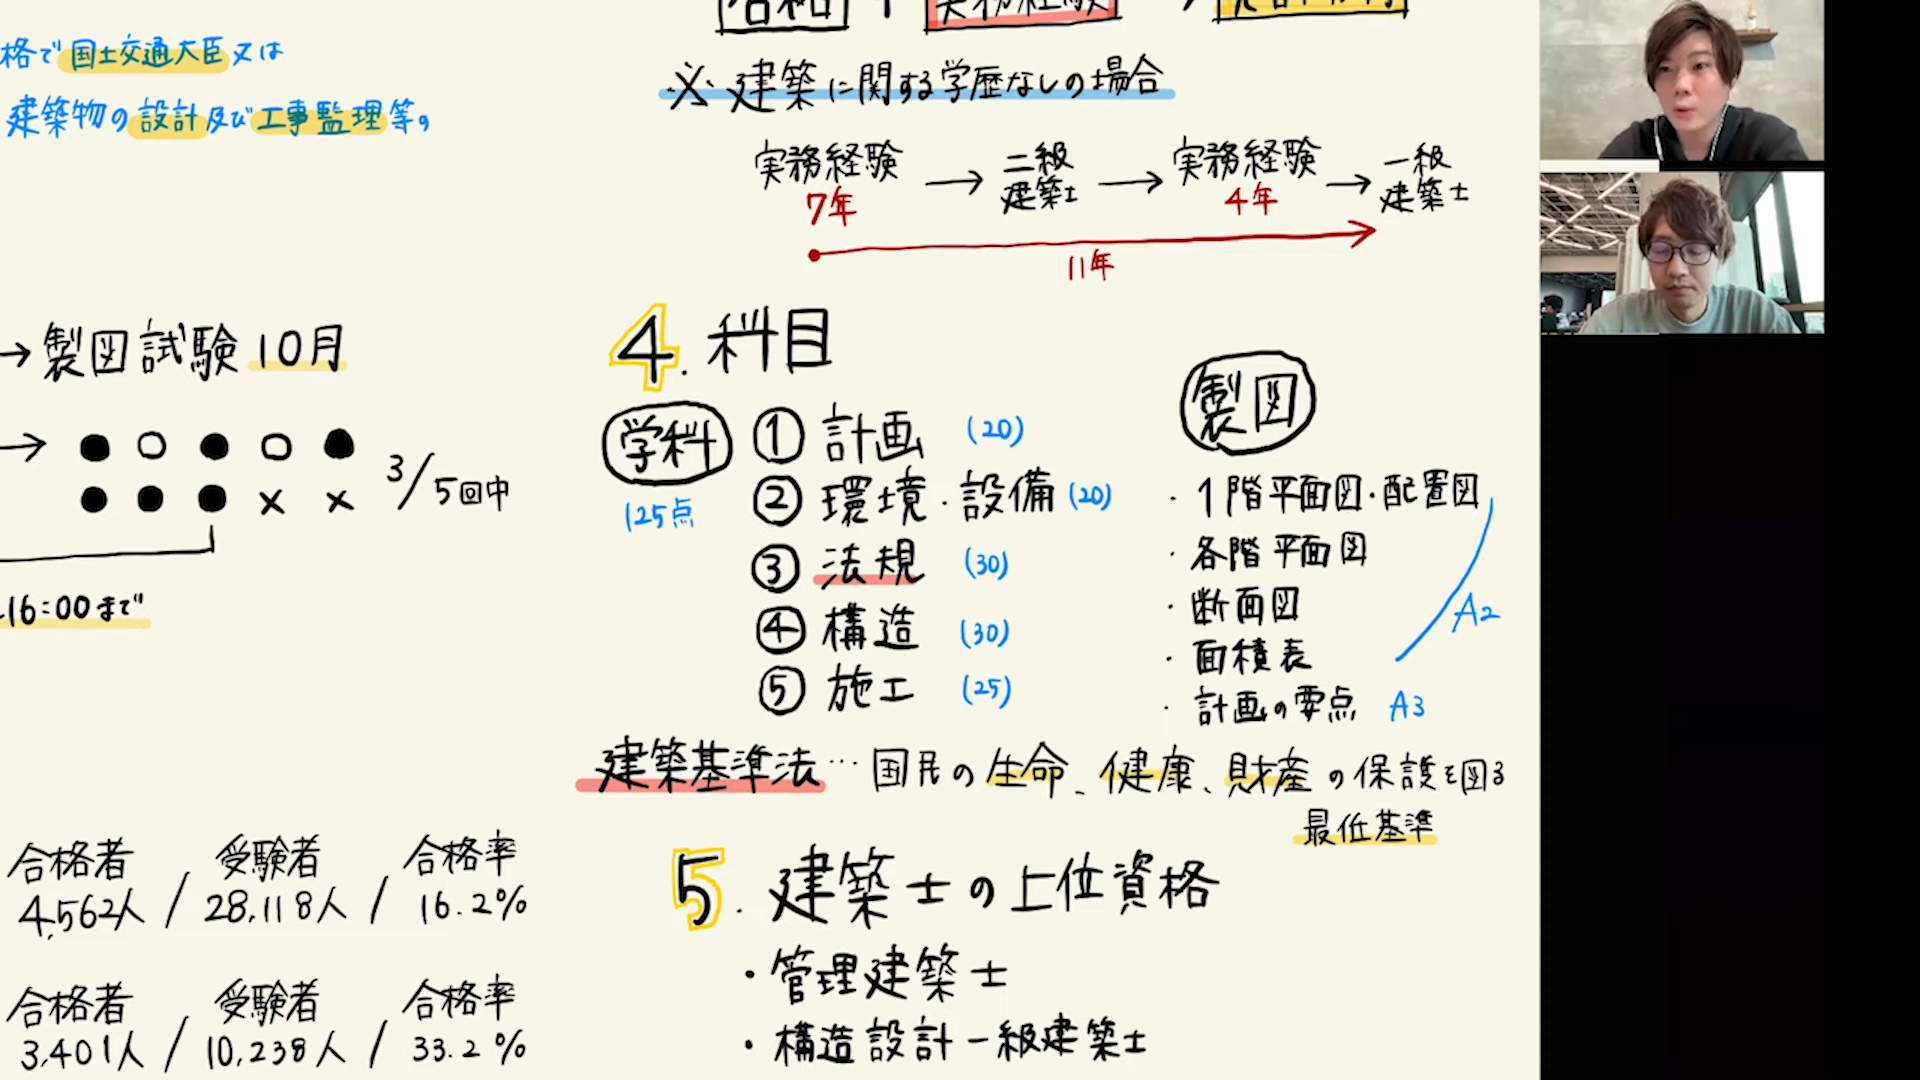 格で国土交通大臣又は
建築物の設計及び工事監理等の
→製図試験10月
→ ● ○ ● ○ ●
● ● ● × × 3/5回中
16:00まで
合格者 / 受験者 / 合格率
4,562人 / 28,118人 / 16.2%
合格者 / 受験者 / 合格率
3,401人 / 10,238人 / 33.2%
※建築に関する学歴なしの場合
実務経験 → 二級 → 実務経験 → 一級
7年 建築士 4年 建築士
11年
4.科目
学科
125点
① 計画 (20)
② 環境・設備 (20)
③ 法規 (30)
④ 構造 (30)
⑤ 施工 (25)
製図
・1階平面図・配置図
・各階平面図
・断面図
A2
・面積表
・計画の要点 A3
建築基準法…国民の生命、健康、財産の保護を図る
最低基準
5.建築士の上位資格
・管理建築士
・構造設計一級建築士